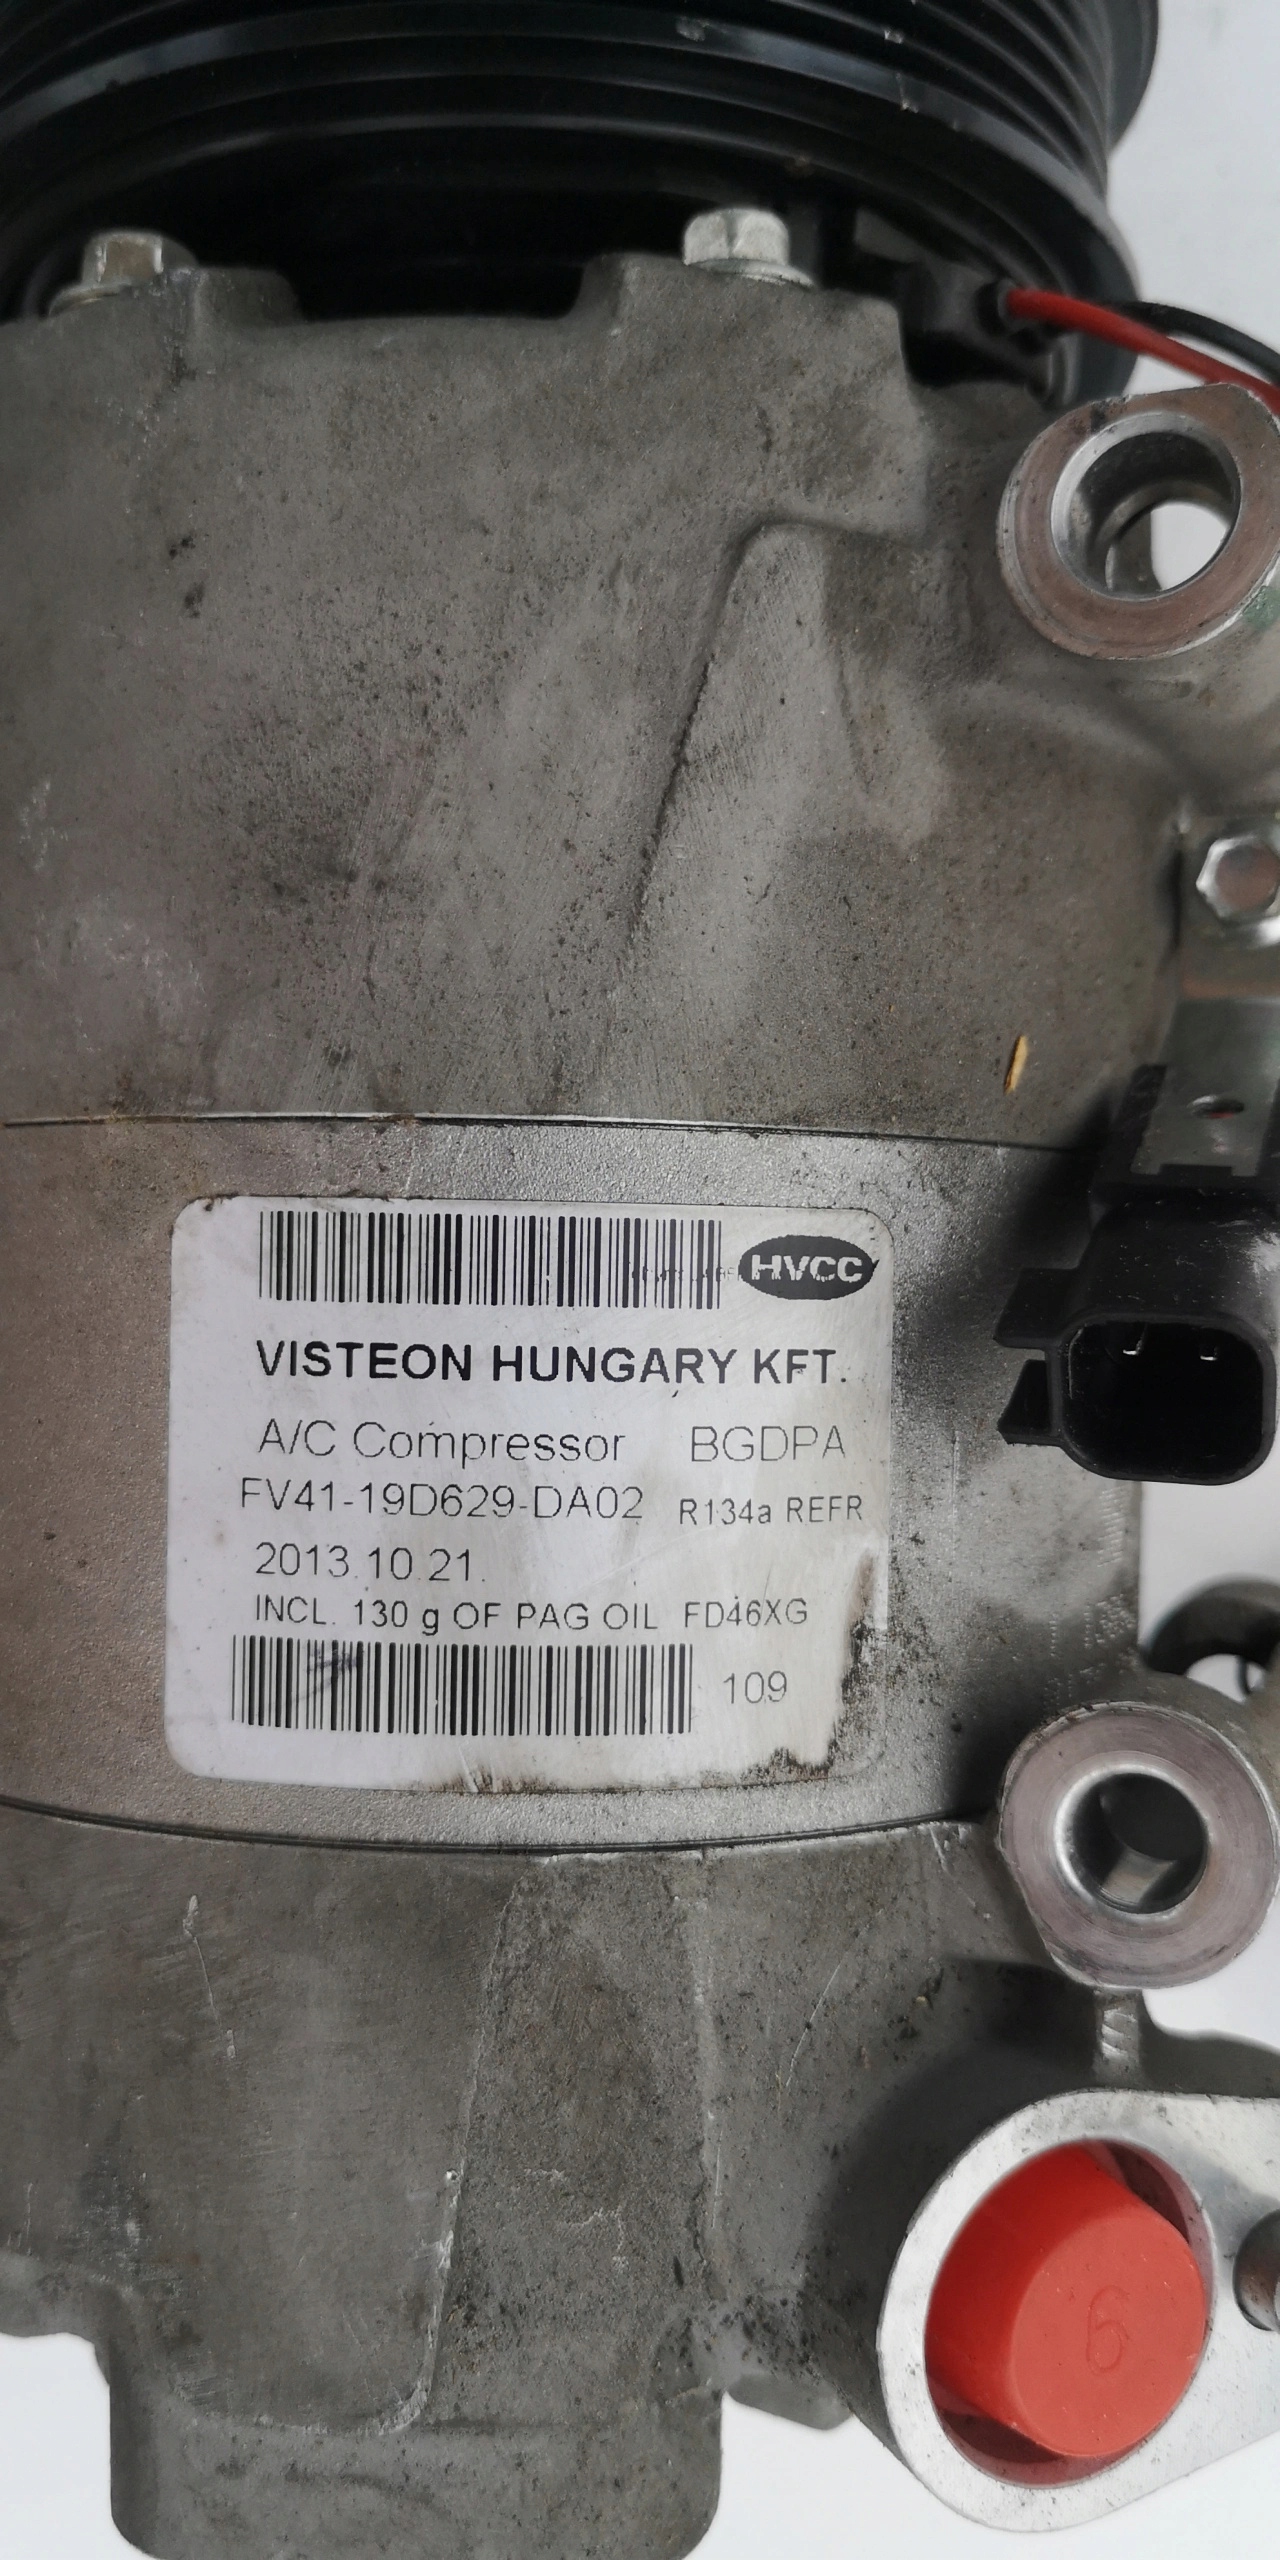 HVCC
VISTEON HUNGARY KFT.
A/C Compressor BGDPA
FV41-19D629-DA02 R134a REFR
2013.10.21.
INCL. 130 g OF PAG OIL FD46XG
109
6